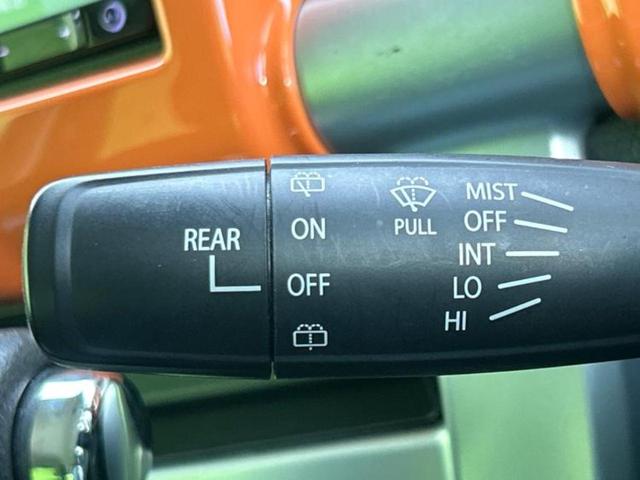 REAR
ON
OFF
PULL
MIST
OFF
INT
LO
HI